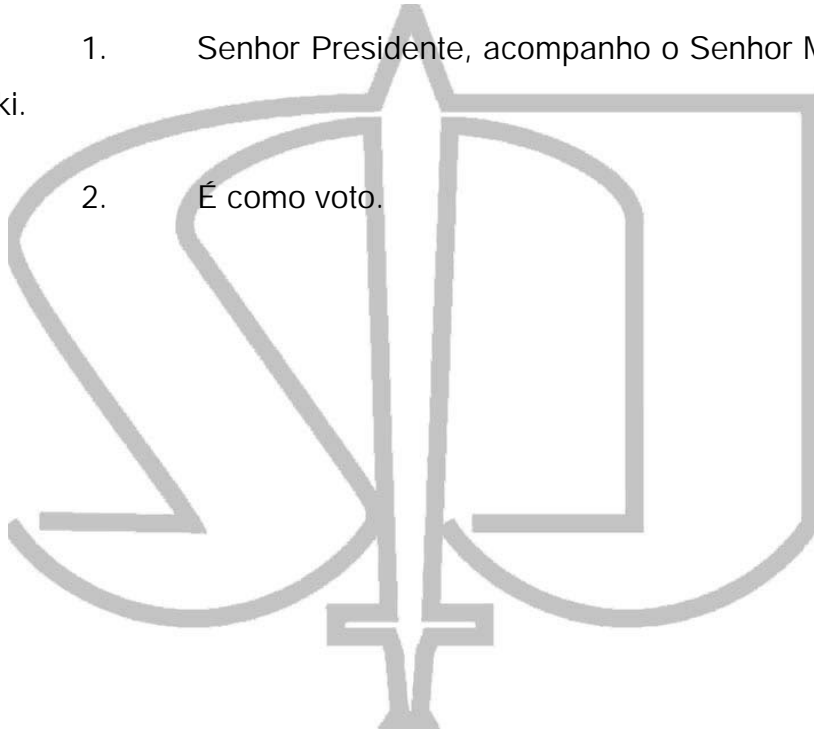 1. Senhor Presidente, acompanho o Senhor M
ki.
2. É como voto.